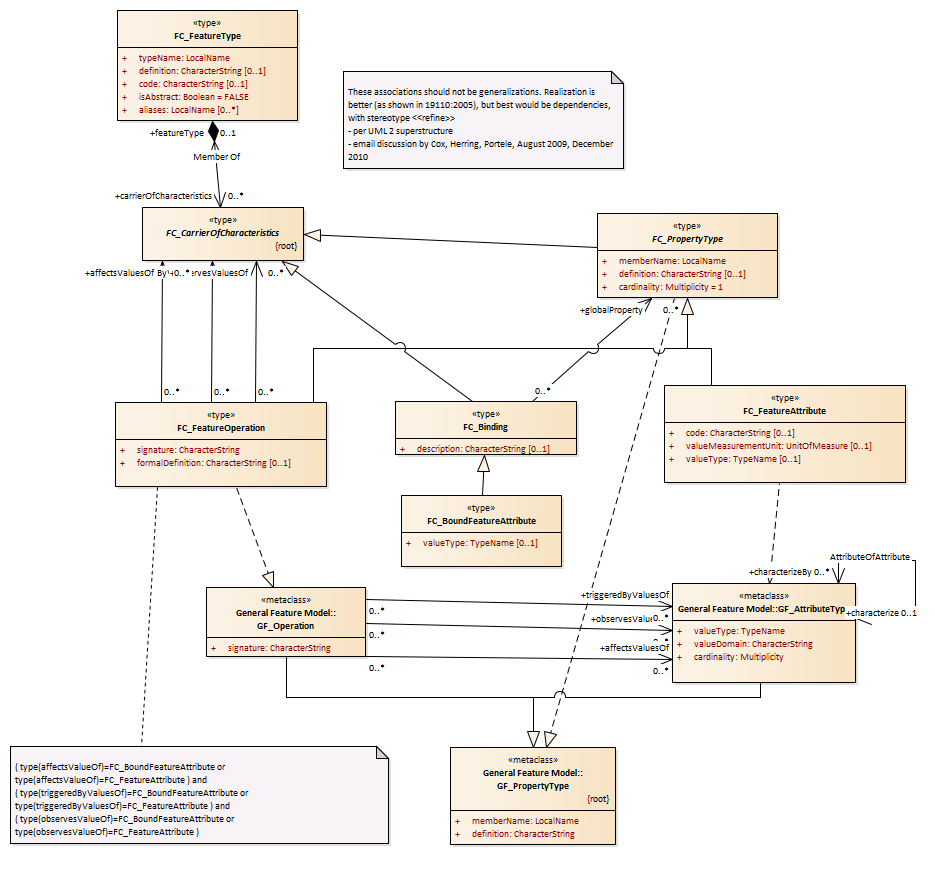 «type»
FC_FeatureType
+ typeName: LocalName
+ definition: CharacterString [0..1]
+ code: CharacterString [0..1]
+ isAbstract: Boolean = FALSE
+ aliases: LocalName [0..*]
These associations should not be generalizations. Realization is
better (as shown in 19110:2005), but best would be dependencies,
with stereotype <<refine>>
- per UML 2 superstructure
- email discussion by Cox, Herring, Portele, August 2009, December
2010
+featureType 0..1
Member Of
+carrierOfCharacteristics 0..*
«type»
FC_CarrierOfCharacteristics
{root}
«type»
FC_PropertyType
+ memberName: LocalName
+ definition: CharacterString [0..1]
+ cardinality: Multiplicity = 1
+affectsValuesOf 0..* 0..*
+globalProperty 0..*
0..* 0..* 0..*
0..*
«type»
FC_FeatureOperation
+ signature: CharacterString
+ formalDefinition: CharacterString [0..1]
«type»
FC_Binding
+ description: CharacterString [0..1]
«type»
FC_FeatureAttribute
+ code: CharacterString [0..1]
+ valueMeasurementUnit: UnitOfMeasure [0..1]
+ valueType: TypeName [0..1]
«type»
FC_BoundFeatureAttribute
+ valueType: TypeName [0..1]
AttributeOfAttribute
+characterizeBy 0..*
+characterize 0..1
«metaclass»
General Feature Model::
GF_Operation
+ signature: CharacterString
0..* +triggeredByValuesOf
0..*
0..* 0..*
+affectsValuesOf
0..* 0..*
«metaclass»
General Feature Model::GF_AttributeTyp
+ valueType: TypeName
+ valueDomain: CharacterString
+ cardinality: Multiplicity
( type(affectsValueOf)=FC_BoundFeatureAttribute or
type(affectsValueOf)=FC_FeatureAttribute ) and
( type(triggeredByValuesOf)=FC_BoundFeatureAttribute or
type(triggeredByValuesOf)=FC_FeatureAttribute ) and
( type(observesValueOf)=FC_BoundFeatureAttribute or
type(observesValueOf)=FC_FeatureAttribute )
«metaclass»
General Feature Model::
GF_PropertyType
{root}
+ memberName: LocalName
+ definition: CharacterString